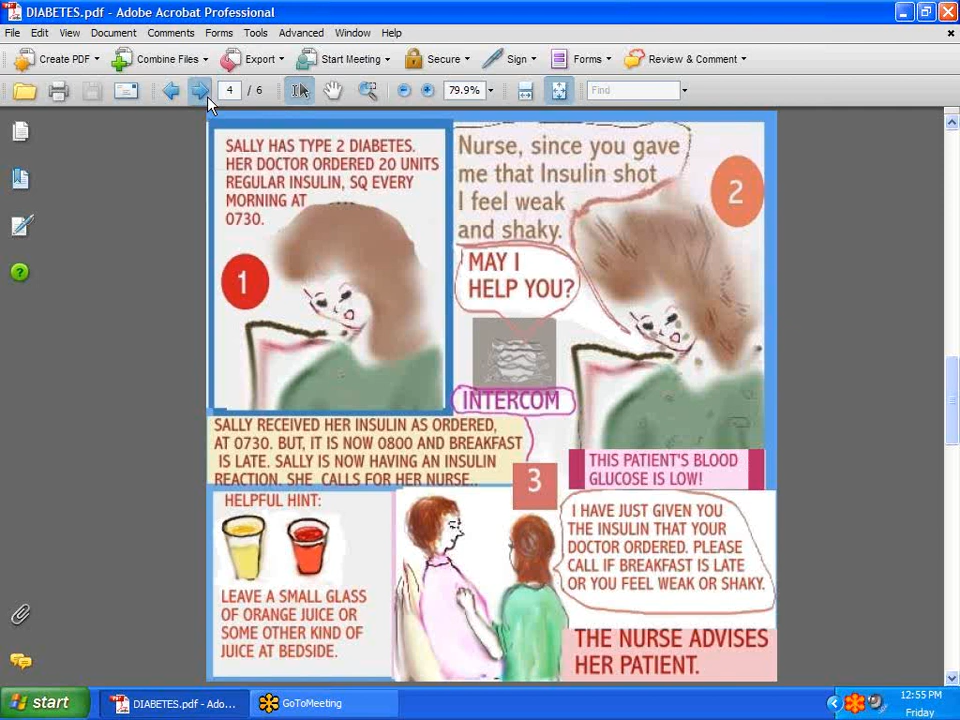 DIABETES.pdf - Adobe Acrobat Professional
File Edit View Document Comments Forms Tools Advanced Window Help
Create PDF Combine Files Export Start Meeting Secure Sign Forms Review & Comment
4 / 6 79.9% Find
SALLY HAS TYPE 2 DIABETES.
HER DOCTOR ORDERED 20 UNITS
REGULAR INSULIN, SQ EVERY
MORNING AT
0730.
1
Nurse, since you gave
me that Insulin shot
I feel weak
and shaky.
2
MAY I
HELP YOU?
INTERCOM
SALLY RECEIVED HER INSULIN AS ORDERED,
AT 0730. BUT, IT IS NOW 0800 AND BREAKFAST
IS LATE. SALLY IS NOW HAVING AN INSULIN
REACTION. SHE CALLS FOR HER NURSE..
THIS PATIENT'S BLOOD
GLUCOSE IS LOW!
3
HELPFUL HINT:
LEAVE A SMALL GLASS
OF ORANGE JUICE OR
SOME OTHER KIND OF
JUICE AT BEDSIDE.
I HAVE JUST GIVEN YOU
THE INSULIN THAT YOUR
DOCTOR ORDERED. PLEASE
CALL IF BREAKFAST IS LATE
OR YOU FEEL WEAK OR SHAKY.
THE NURSE ADVISES
HER PATIENT.
start DIABETES.pdf - Ado... GoToMeeting 12:55 PM
Friday